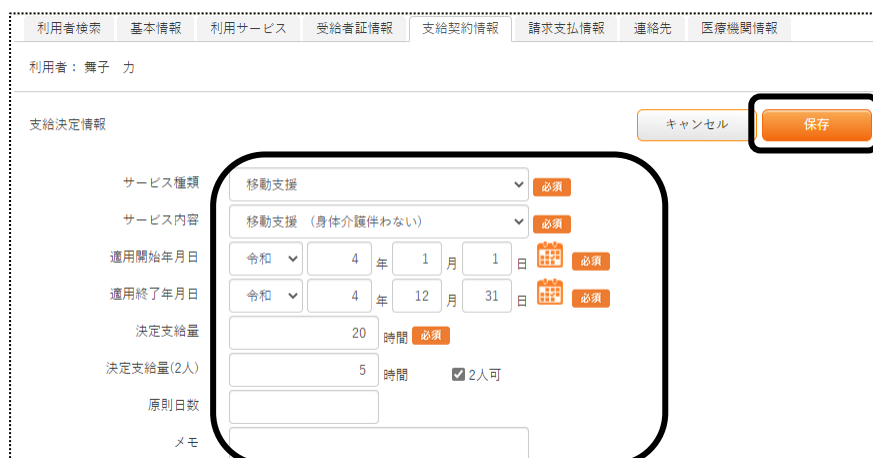 利用者検索 基本情報 利用サービス 受給者証情報 支給契約情報 請求支払情報 連絡先 医療機関情報
利用者： 舞子　力
支給決定情報 キャンセル 保存
サービス種類 移動支援 必須
サービス内容 移動支援　（身体介護伴わない） 必須
適用開始年月日 令和 4 年 1 月 1 日 必須
適用終了年月日 令和 4 年 12 月 31 日 必須
決定支給量 20 時間 必須
決定支給量(2人) 5 時間 2人可
原則日数
メモ